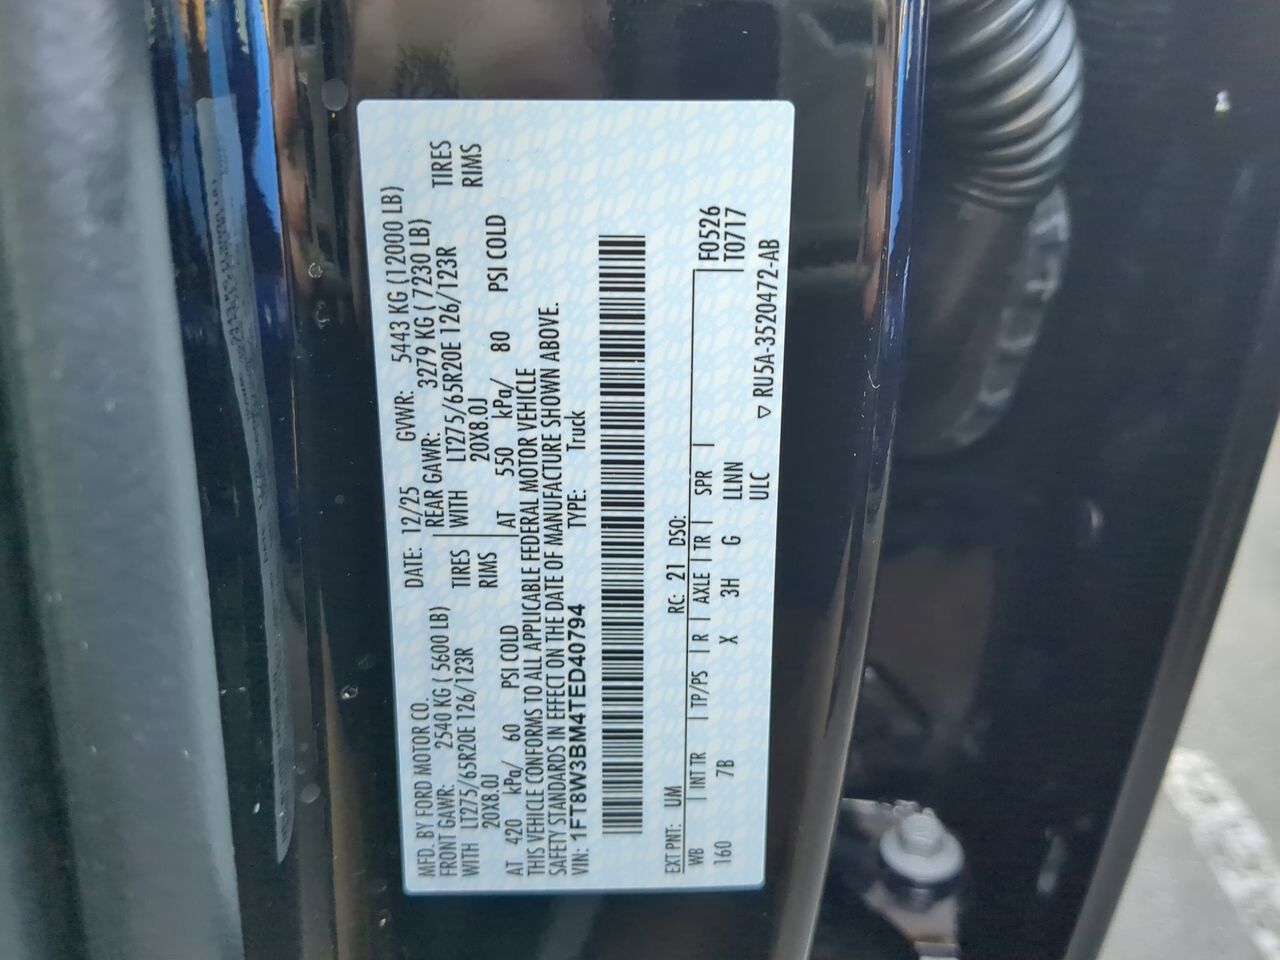 MFD. BY FORD MOTOR CO. DATE: 12/25 GVWR: 5443 KG (12000 LB)
FRONT GAWR: 2540 KG ( 5600 LB) REAR GAWR: 3279 KG ( 7230 LB)
WITH LT275/65R20E 126/123R TIRES WITH LT275/65R20E 126/123R TIRES
20X8.0J RIMS 20X8.0J RIMS
AT 420 kPa/ 60 PSI COLD AT 550 kPa/ 80 PSI COLD
THIS VEHICLE CONFORMS TO ALL APPLICABLE FEDERAL MOTOR VEHICLE
SAFETY STANDARDS IN EFFECT ON THE DATE OF MANUFACTURE SHOWN ABOVE.
VIN: 1FT8W3BM4TED40794 TYPE: Truck
EXT PNT: UM RC: 21 DSO:
WB INT TR TP/PS R AXLE TR SPR F0526
160 7B X 3H G LLNN T0717
ULC
▽ RU5A-3520472-AB